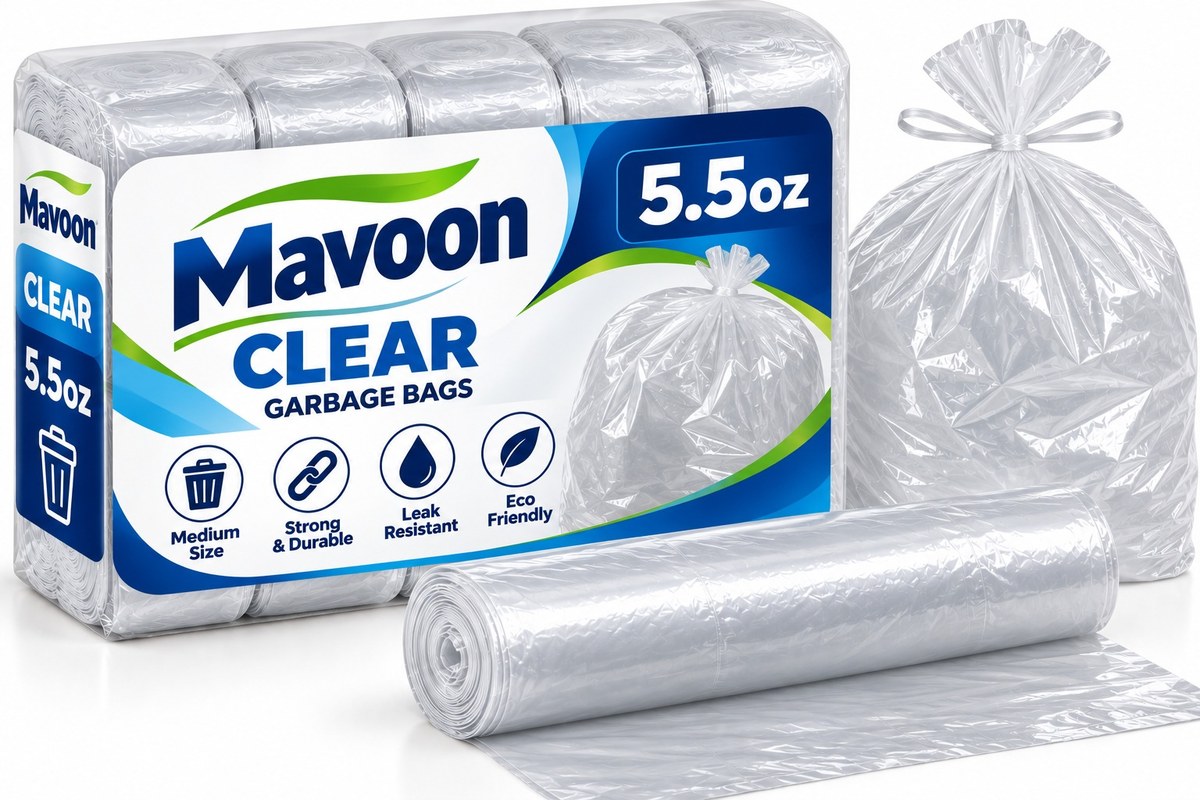 Mavoon
CLEAR
5.5oz
Mavoon
CLEAR
GARBAGE BAGS
5.5oz
Medium
Size
Strong
& Durable
Leak
Resistant
Eco
Friendly